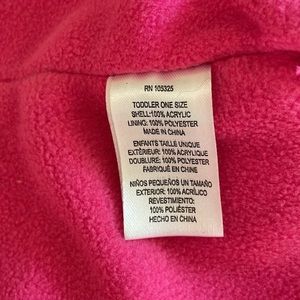 RN 105325
TODDLER ONE SIZE
SHELL:100% ACRYLIC
LINING: 100% POLYESTER
MADE IN CHINA
ENFANTS TAILLE UNIQUE
EXTÉRIEUR: 100% ACRYLIQUE
DOUBLURE: 100% POLYESTER
FABRIQUÉ EN CHINE
NIÑOS PEQUEÑOS UN TAMAÑO
EXTERIOR: 100% ACRÍLICO
REVESTIMIENTO:
100% POLIÉSTER
HECHO EN CHINA